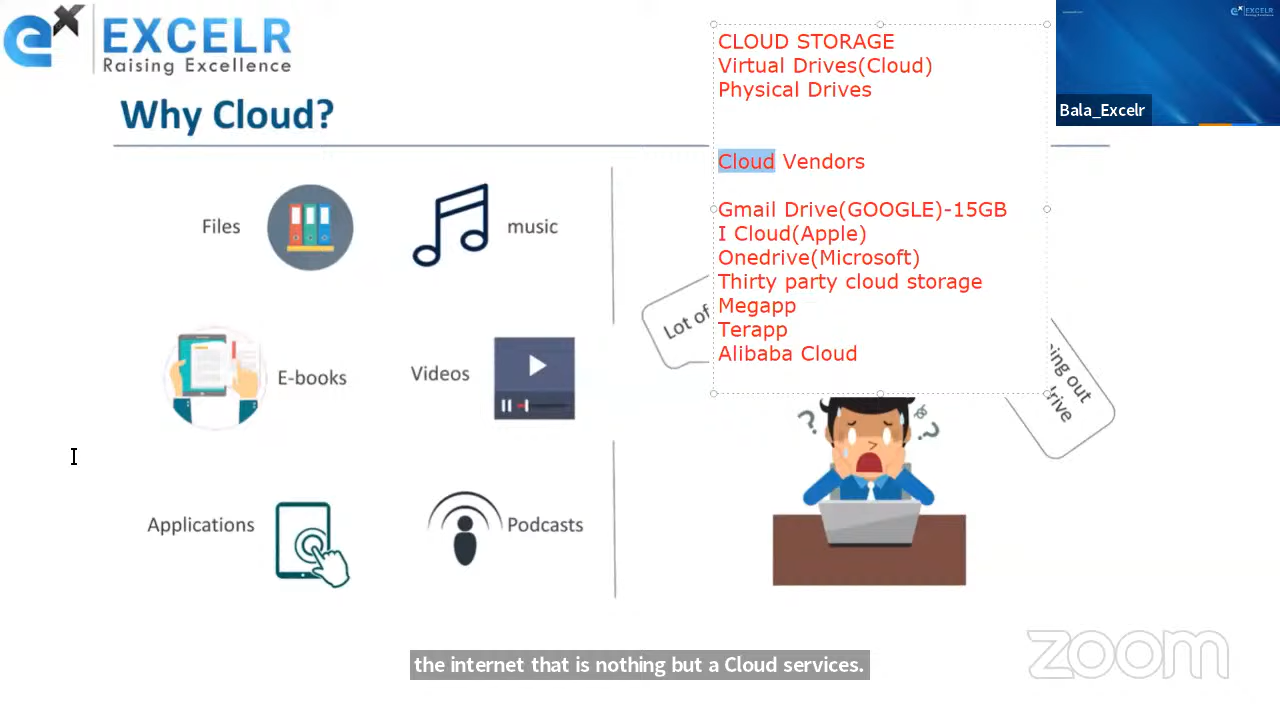 EXCELR
Raising Excellence
Why Cloud?
CLOUD STORAGE
Virtual Drives(Cloud)
Physical Drives
Cloud Vendors
Gmail Drive(GOOGLE)-15GB
I Cloud(Apple)
Onedrive(Microsoft)
Thirty party cloud storage
Megapp
Terapp
Alibaba Cloud
Bala_Excelr
Files
music
E-books
Videos
Applications
Podcasts
Lot of
out
the internet that is nothing but a Cloud services.
zoom